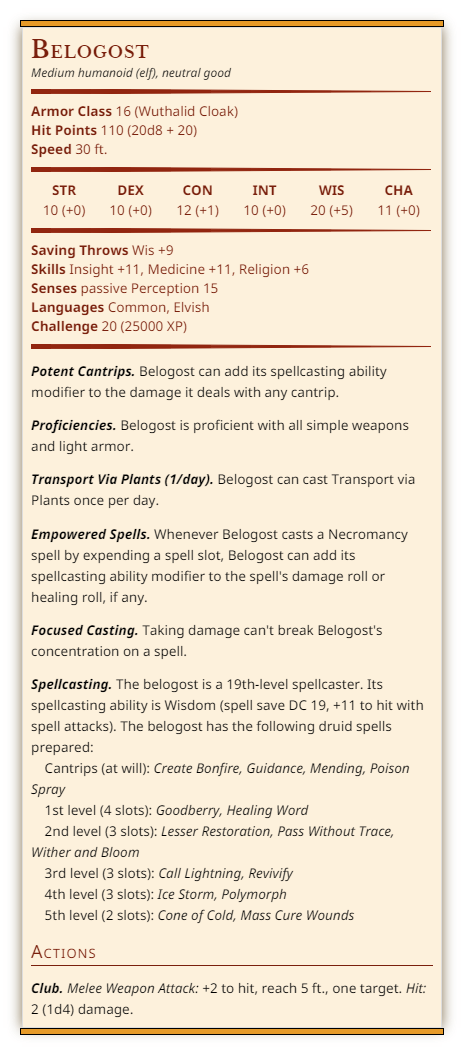 Belogost
Medium humanoid (elf), neutral good
Armor Class 16 (Wuthalid Cloak)
Hit Points 110 (20d8 + 20)
Speed 30 ft.
STR DEX CON INT WIS CHA
10 (+0) 10 (+0) 12 (+1) 10 (+0) 20 (+5) 11 (+0)
Saving Throws Wis +9
Skills Insight +11, Medicine +11, Religion +6
Senses passive Perception 15
Languages Common, Elvish
Challenge 20 (25000 XP)
Potent Cantrips. Belogost can add its spellcasting ability
modifier to the damage it deals with any cantrip.
Proficiencies. Belogost is proficient with all simple weapons
and light armor.
Transport Via Plants (1/day). Belogost can cast Transport via
Plants once per day.
Empowered Spells. Whenever Belogost casts a Necromancy
spell by expending a spell slot, Belogost can add its
spellcasting ability modifier to the spell's damage roll or
healing roll, if any.
Focused Casting. Taking damage can't break Belogost's
concentration on a spell.
Spellcasting. The belogost is a 19th-level spellcaster. Its
spellcasting ability is Wisdom (spell save DC 19, +11 to hit with
spell attacks). The belogost has the following druid spells
prepared:
Cantrips (at will): Create Bonfire, Guidance, Mending, Poison
Spray
1st level (4 slots): Goodberry, Healing Word
2nd level (3 slots): Lesser Restoration, Pass Without Trace,
Wither and Bloom
3rd level (3 slots): Call Lightning, Revivify
4th level (3 slots): Ice Storm, Polymorph
5th level (2 slots): Cone of Cold, Mass Cure Wounds
Actions
Club. Melee Weapon Attack: +2 to hit, reach 5 ft., one target. Hit:
2 (1d4) damage.